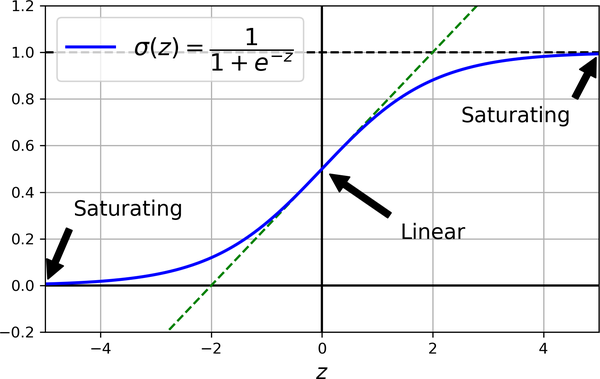 1.2
1.0
0.8
0.6
0.4
0.2
0.0
−0.2
σ(z) = 1 / (1 + e^{−z})
Saturating
Saturating
Linear
−4 −2 0 2 4
z